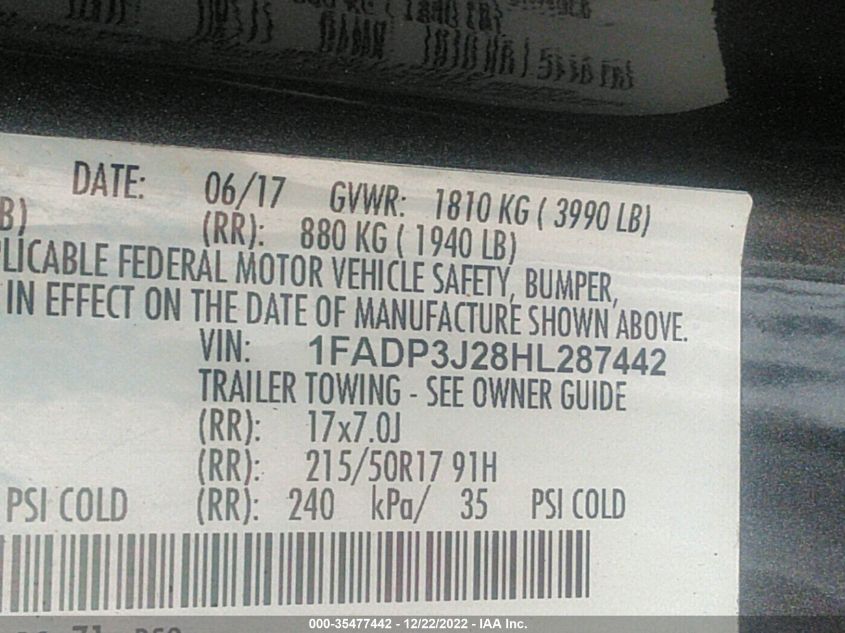 DATE: 06/17 GVWR: 1810 KG ( 3990 LB)
B) (RR): 880 KG ( 1940 LB)
PLICABLE FEDERAL MOTOR VEHICLE SAFETY, BUMPER,
IN EFFECT ON THE DATE OF MANUFACTURE SHOWN ABOVE.
VIN: 1FADP3J28HL287442
TRAILER TOWING - SEE OWNER GUIDE
(RR): 17x7.0J
(RR): 215/50R17 91H
PSI COLD (RR): 240 kPa/ 35 PSI COLD
000-35477442 - 12/22/2022 - IAA Inc.